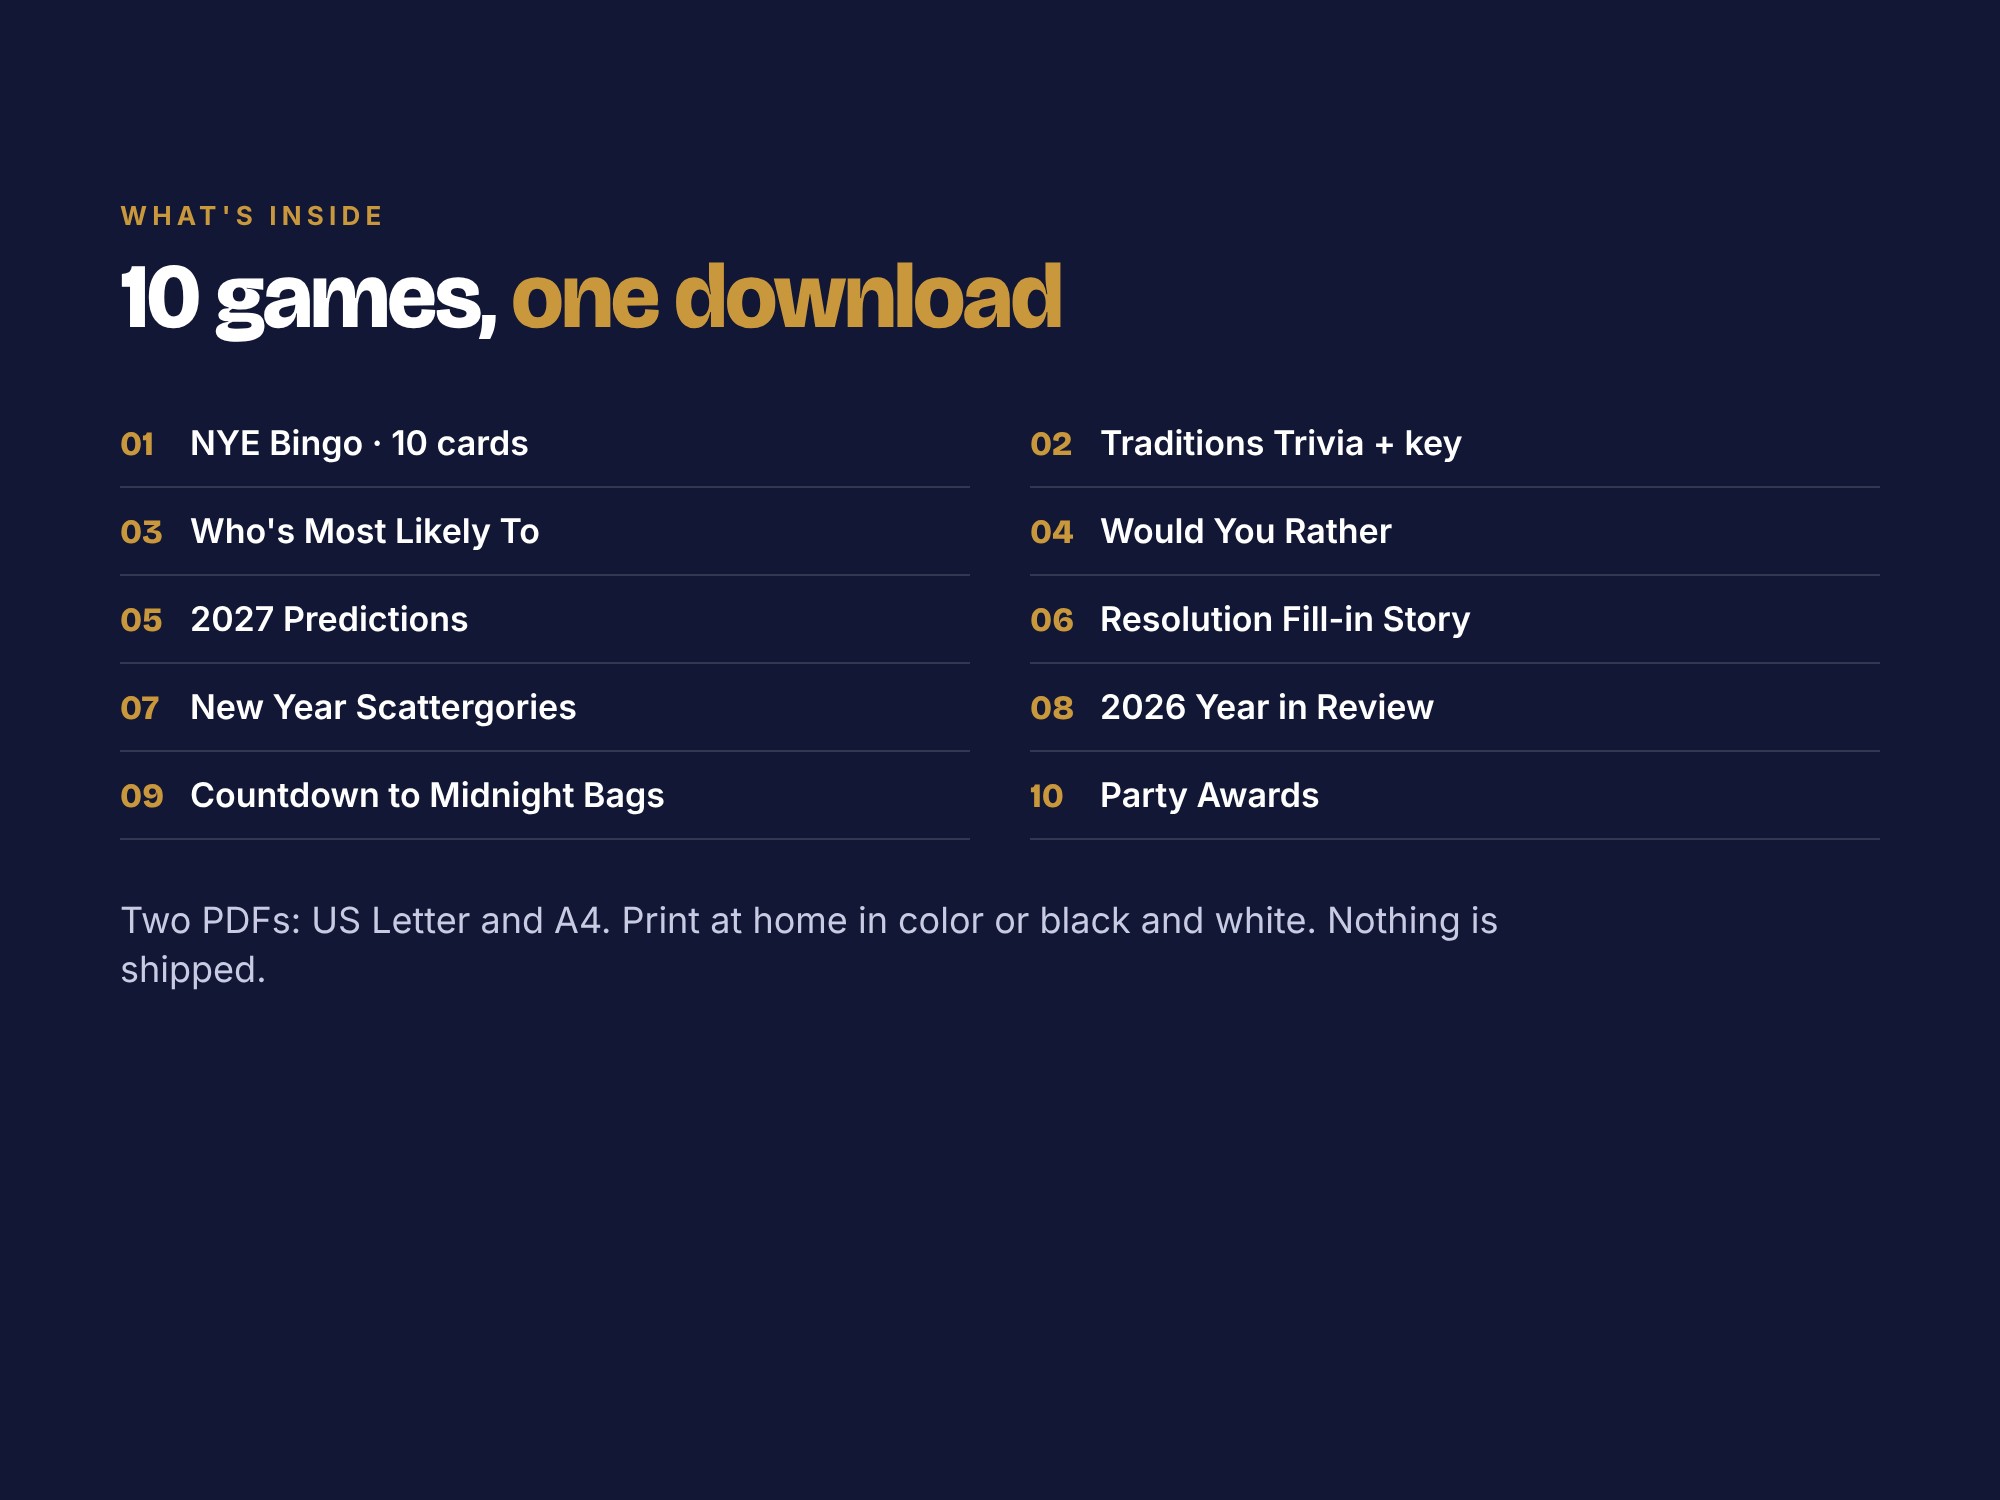 WHAT'S INSIDE
10 games, one download
01 NYE Bingo · 10 cards
02 Traditions Trivia + key
03 Who's Most Likely To
04 Would You Rather
05 2027 Predictions
06 Resolution Fill-in Story
07 New Year Scattergories
08 2026 Year in Review
09 Countdown to Midnight Bags
10 Party Awards
Two PDFs: US Letter and A4. Print at home in color or black and white. Nothing is
shipped.